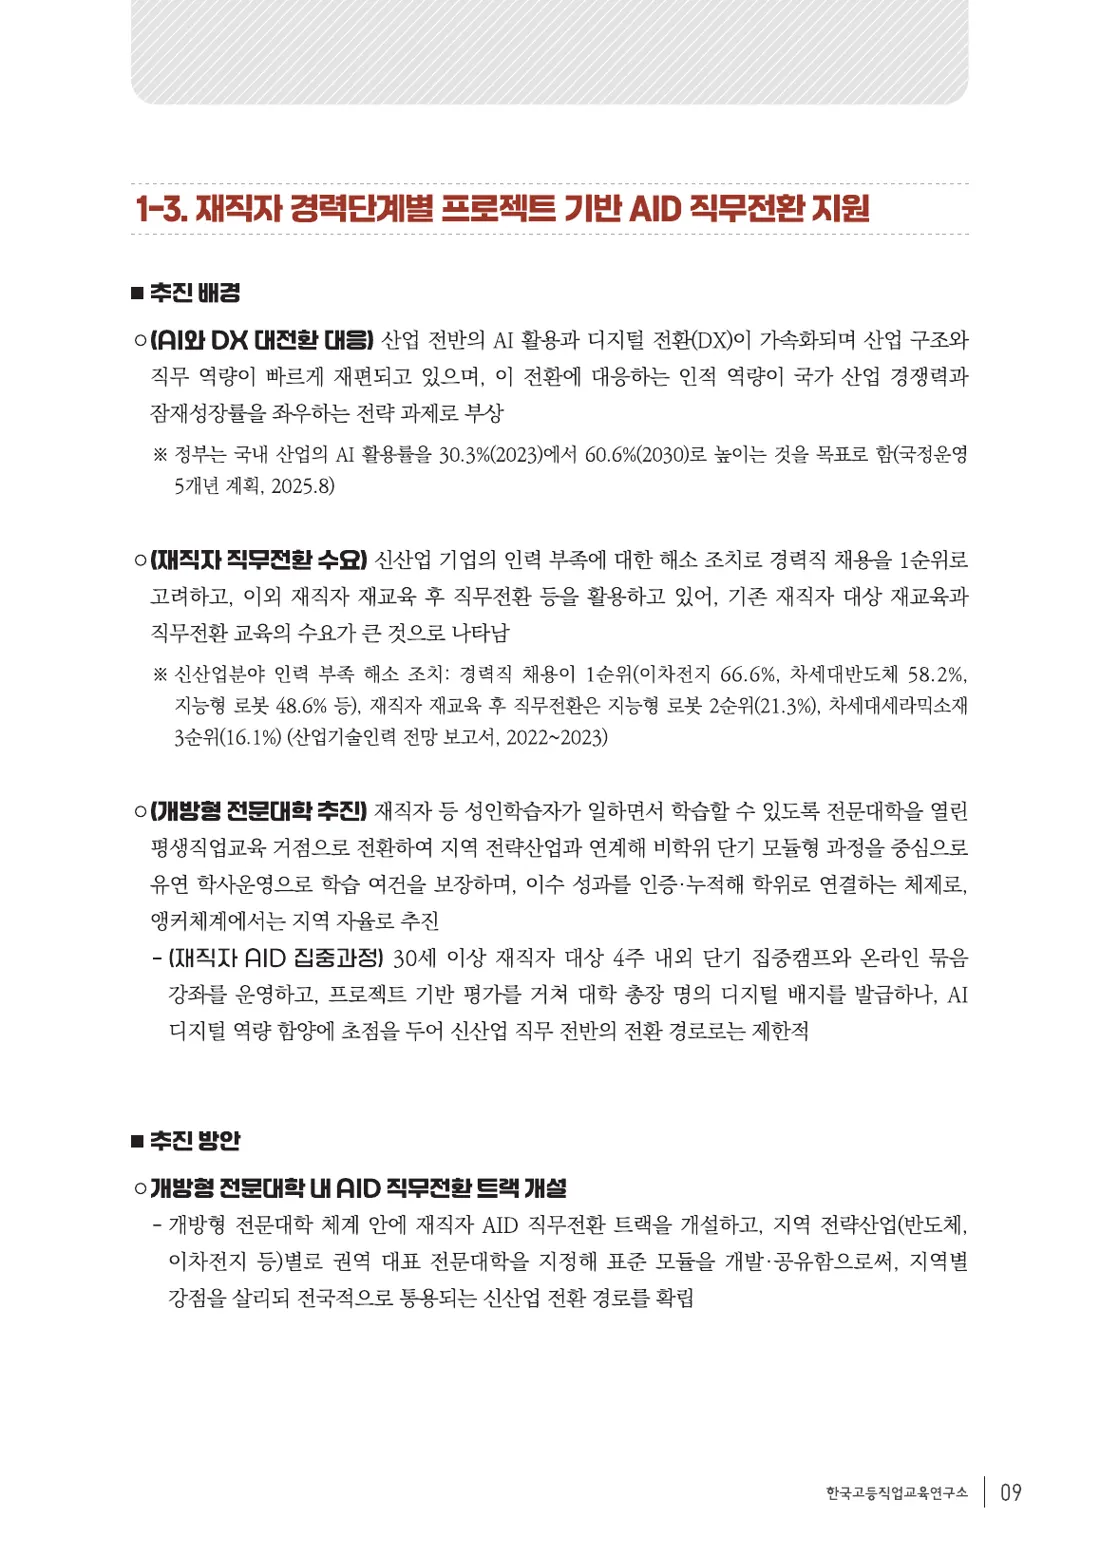 1-3. 재직자 경력단계별 프로젝트 기반 AID 직무전환 지원
■ 추진 배경
○ (AI와 DX 대전환 대응) 산업 전반의 AI 활용과 디지털 전환(DX)이 가속화되며 산업 구조와
직무 역량이 빠르게 재편되고 있으며, 이 전환에 대응하는 인적 역량이 국가 산업 경쟁력과
잠재성장률을 좌우하는 전략 과제로 부상
※ 정부는 국내 산업의 AI 활용률을 30.3%(2023)에서 60.6%(2030)로 높이는 것을 목표로 함(국정운영
5개년 계획, 2025.8)
○ (재직자 직무전환 수요) 신산업 기업의 인력 부족에 대한 해소 조치로 경력직 채용을 1순위로
고려하고, 이외 재직자 재교육 후 직무전환 등을 활용하고 있어, 기존 재직자 대상 재교육과
직무전환 교육의 수요가 큰 것으로 나타남
※ 신산업분야 인력 부족 해소 조치: 경력직 채용이 1순위(이차전지 66.6%, 차세대반도체 58.2%,
지능형 로봇 48.6% 등), 재직자 재교육 후 직무전환은 지능형 로봇 2순위(21.3%), 차세대세라믹소재
3순위(16.1%) (산업기술인력 전망 보고서, 2022~2023)
○ (개방형 전문대학 추진) 재직자 등 성인학습자가 일하면서 학습할 수 있도록 전문대학을 열린
평생직업교육 거점으로 전환하여 지역 전략산업과 연계해 비학위 단기 모듈형 과정을 중심으로
유연 학사운영으로 학습 여건을 보장하며, 이수 성과를 인증·누적해 학위로 연결하는 체제로,
앵커체계에서는 지역 자율로 추진
- (재직자 AID 집중과정) 30세 이상 재직자 대상 4주 내외 단기 집중캠프와 온라인 묶음
강좌를 운영하고, 프로젝트 기반 평가를 거쳐 대학 총장 명의 디지털 배지를 발급하나, AI
디지털 역량 함양에 초점을 두어 신산업 직무 전반의 전환 경로로는 제한적
■ 추진 방안
○ 개방형 전문대학 내 AID 직무전환 트랙 개설
- 개방형 전문대학 체계 안에 재직자 AID 직무전환 트랙을 개설하고, 지역 전략산업(반도체,
이차전지 등)별로 권역 대표 전문대학을 지정해 표준 모듈을 개발·공유함으로써, 지역별
강점을 살리되 전국적으로 통용되는 신산업 전환 경로를 확립
한국고등직업교육연구소 09